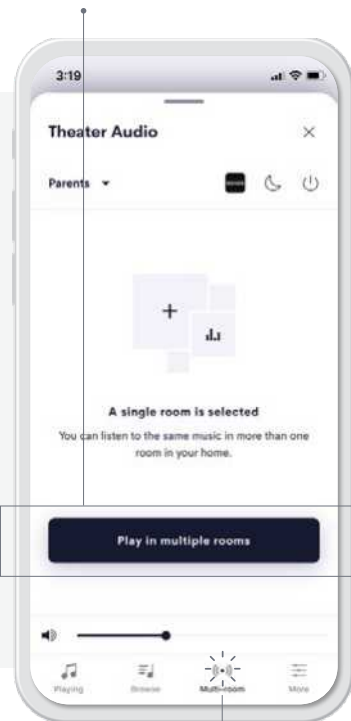 3:19
Theater Audio
Parents
A single room is selected
You can listen to the same music in more than one
room in your home.
Play in multiple rooms
Playing
Browse
Multi-room
More